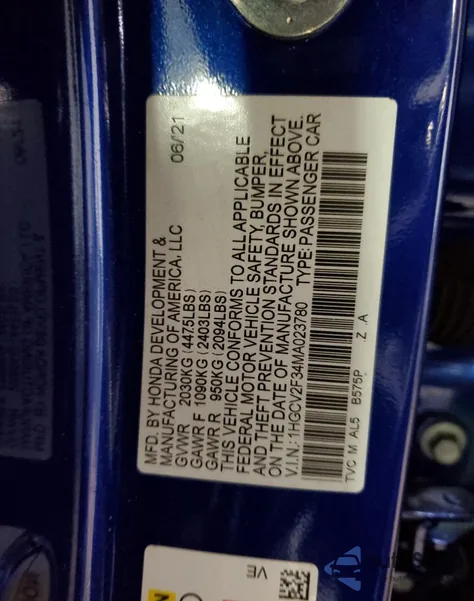 MFD. BY HONDA DEVELOPMENT &
MANUFACTURING OF AMERICA, LLC 06/21
GVWR 2030KG (4475LBS)
GAWR F 1090KG (2403LBS)
GAWR R 950KG (2094LBS)
THIS VEHICLE CONFORMS TO ALL APPLICABLE
FEDERAL MOTOR VEHICLE SAFETY, BUMPER,
AND THEFT PREVENTION STANDARDS IN EFFECT
ON THE DATE OF MANUFACTURE SHOWN ABOVE.
V.I.N.: 1HGCV2F34MA023780 TYPE: PASSENGER CAR
TVC M AL5 B575P Z .A